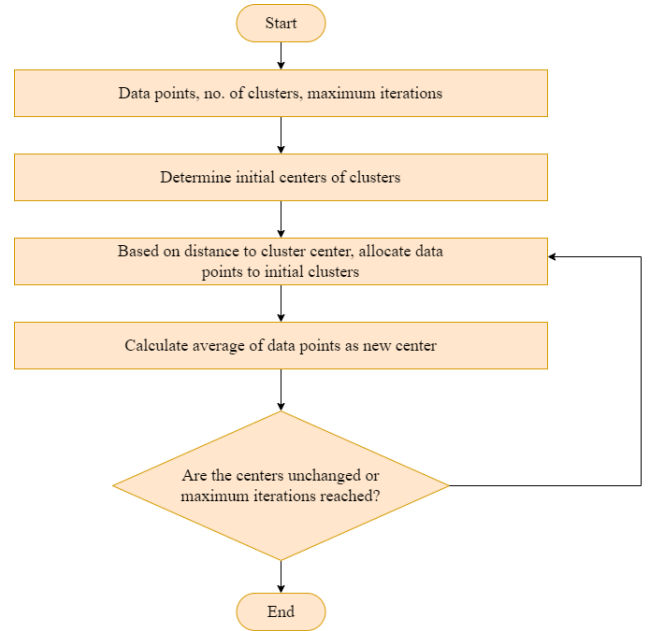 Start
Data points, no. of clusters, maximum iterations
Determine initial centers of clusters
Based on distance to cluster center, allocate data
points to initial clusters
Calculate average of data points as new center
Are the centers unchanged or
maximum iterations reached?
End